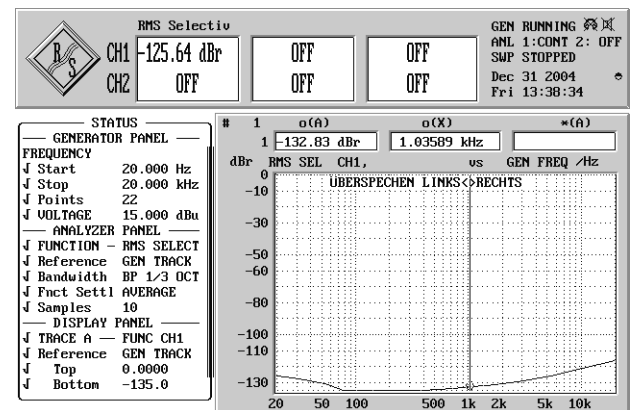 RMS Selectiv
R S
CH1 -125.64 dBr OFF OFF
CH2 OFF OFF OFF
GEN RUNNING
ANL 1:CONT 2: OFF
SWP STOPPED
Dec 31 2004
Fri 13:38:34
STATUS
GENERATOR PANEL
FREQUENCY
√ Start 20.000 Hz
√ Stop 20.000 kHz
√ Points 22
√ VOLTAGE 15.000 dBu
ANALYZER PANEL
√ FUNCTION — RMS SELECT
√ Reference GEN TRACK
√ Bandwidth BP 1/3 OCT
√ Fnct Settl AVERAGE
√ Samples 10
DISPLAY PANEL
√ TRACE A — FUNC CH1
√ Reference GEN TRACK
√ Top 0.0000
√ Bottom -135.0
# 1 o(A) o(X) *(A)
1 -132.83 dBr 1.03589 kHz
dBr RMS SEL CH1, vs GEN FREQ /Hz
ÜBERSPECHEN LINKS<>RECHTS
0
-10
-30
-50
-60
-80
-100
-110
-130
20 50 100 500 1k 2k 5k 10k